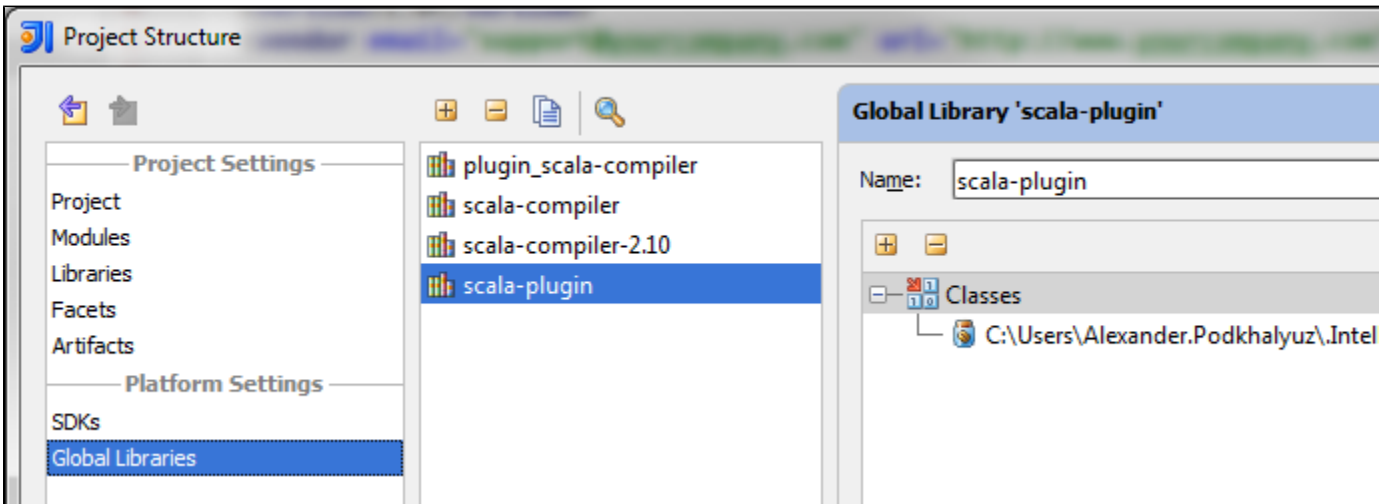 Project Structure
Project Settings
Project
Modules
Libraries
Facets
Artifacts
Platform Settings
SDKs
Global Libraries
plugin_scala-compiler
scala-compiler
scala-compiler-2.10
scala-plugin
Global Library 'scala-plugin'
Name: scala-plugin
Classes
C:\Users\Alexander.Podkhalyuz\.Intel